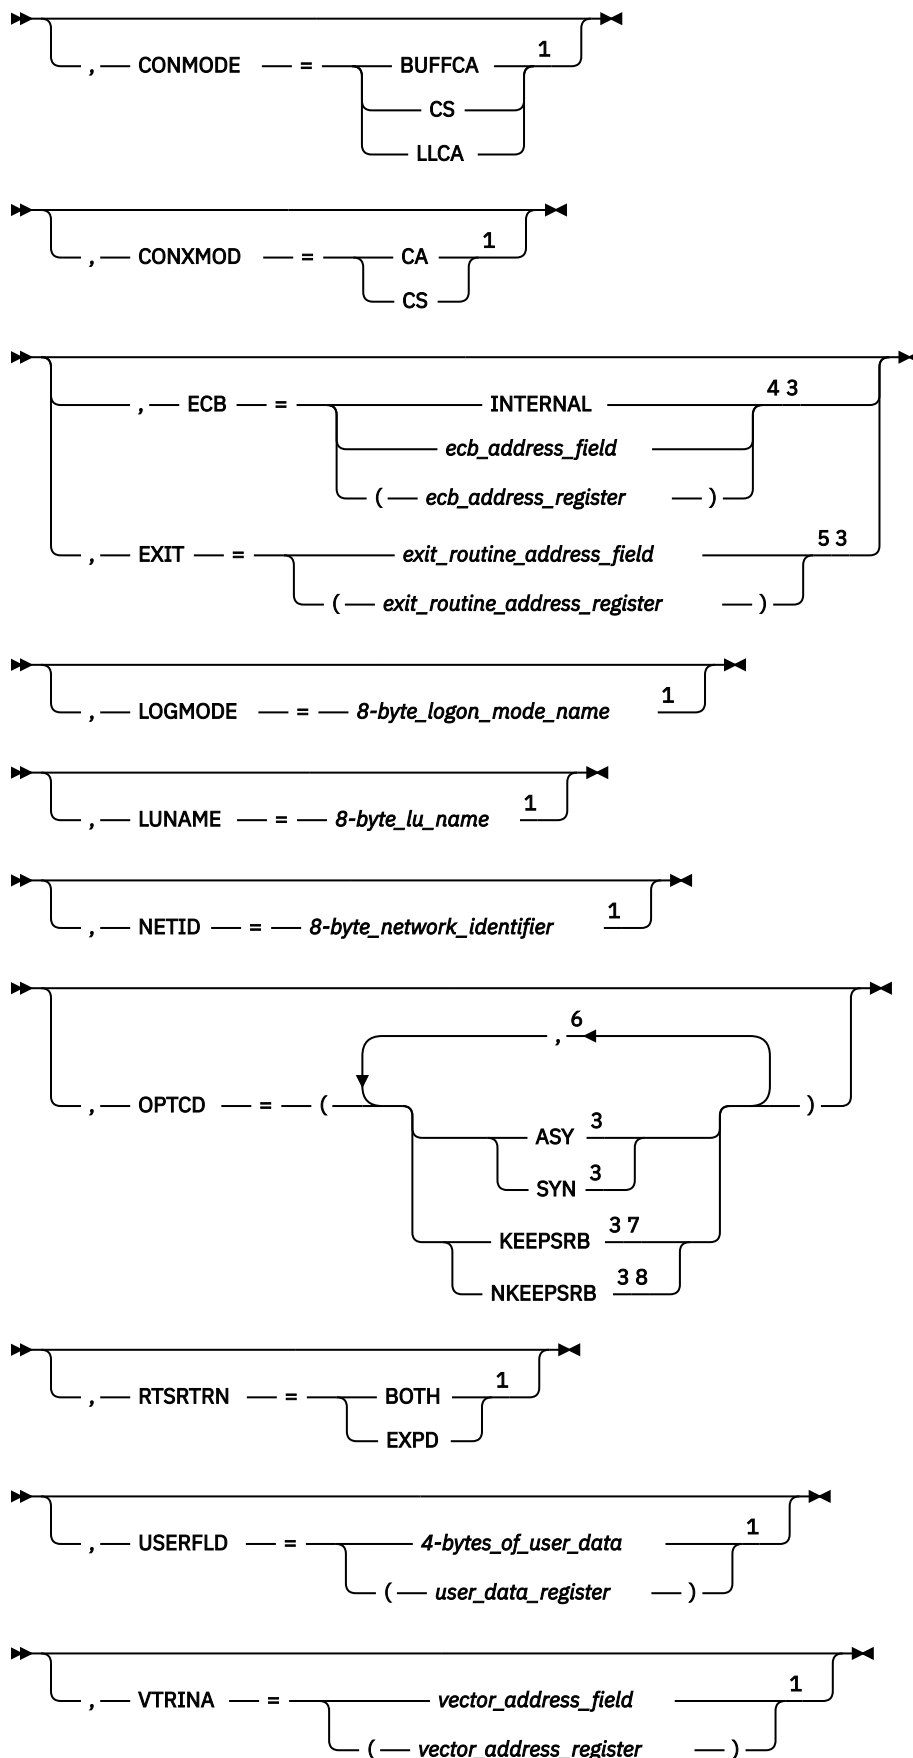 1
, CONMODE = BUFFCA
CS
LLCA
1
, CONXMOD = CA
CS
4 3
, ECB = INTERNAL
ecb_address_field
( ecb_address_register )
5 3
, EXIT = exit_routine_address_field
( exit_routine_address_register )
1
, LOGMODE = 8-byte_logon_mode_name
1
, LUNAME = 8-byte_lu_name
1
, NETID = 8-byte_network_identifier
6
,
, OPTCD = ( )
ASY 3
SYN 3
KEEPSRB 3 7
NKEEPSRB 3 8
1
, RTSRTRN = BOTH
EXPD
1
, USERFLD = 4-bytes_of_user_data
( user_data_register )
1
, VTRINA = vector_address_field
( vector_address_register )